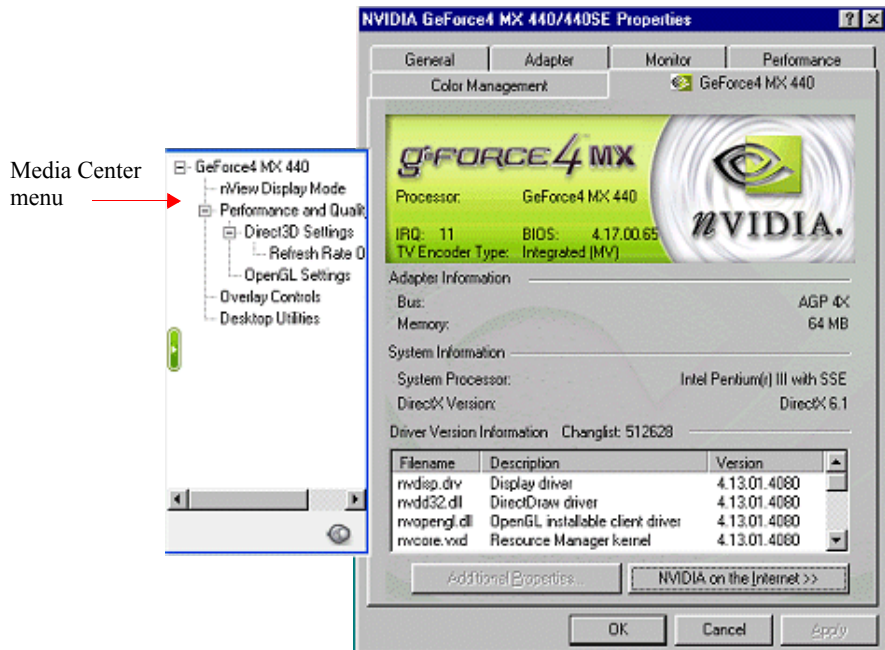 Media Center
menu
GeForce4 MX 440
nView Display Mode
Performance and Qualit
Direct3D Settings
Refresh Rate O
OpenGL Settings
Overlay Controls
Desktop Utilities
NVIDIA GeForce4 MX 440/440SE Properties
General Adapter Monitor Performance
Color Management GeForce4 MX 440
GeFORCE4 MX
Processor: GeForce4 MX 440
IRQ: 11 BIOS: 4.17.00.65
TV Encoder Type: Integrated (MV)
nVIDIA.
Adapter Information
Bus: AGP 4X
Memory: 64 MB
System Information
System Processor: Intel Pentium(r) III with SSE
DirectX Version: DirectX 6.1
Driver Version Information Changlist: 512628
Filename Description Version
nvdisp.drv Display driver 4.13.01.4080
nvdd32.dll DirectDraw driver 4.13.01.4080
nvopengl.dll OpenGL installable client driver 4.13.01.4080
nvcore.vxd Resource Manager kernel 4.13.01.4080
Additional Properties... NVIDIA on the Internet >>
OK Cancel Apply